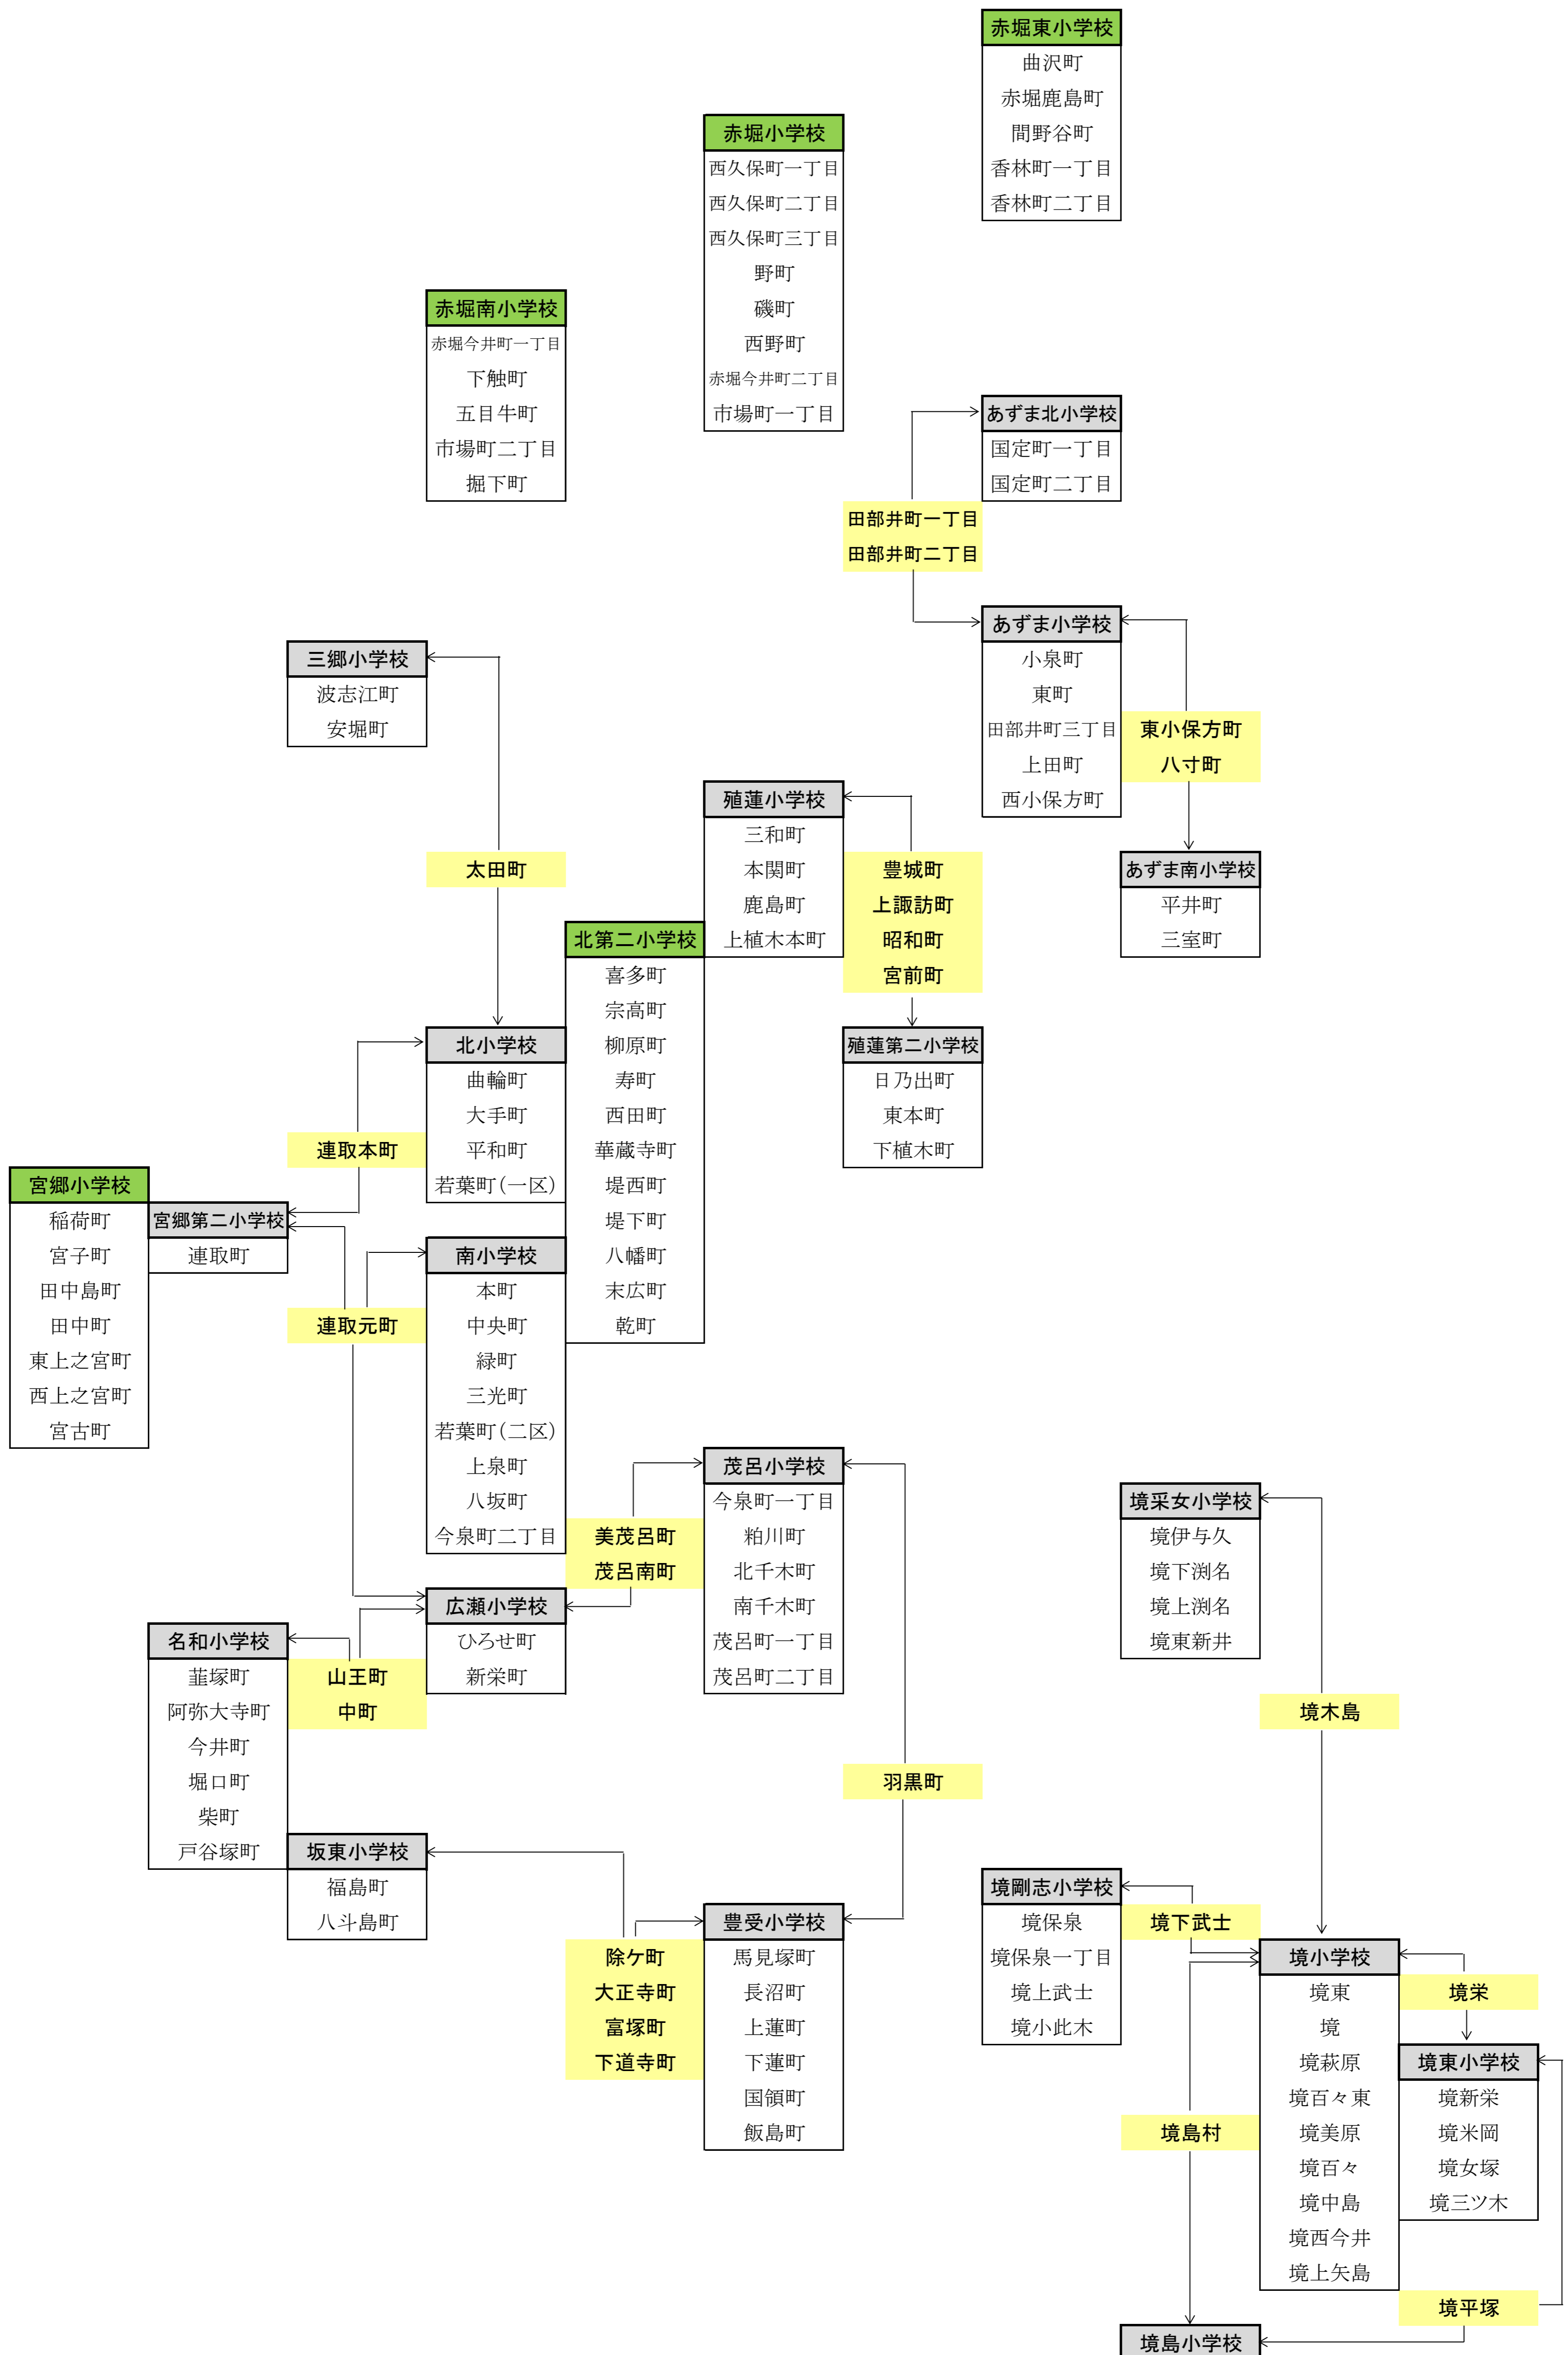 赤堀東小学校
曲沢町
赤堀鹿島町
間野谷町
香林町一丁目
香林町二丁目
赤堀小学校
西久保町一丁目
西久保町二丁目
西久保町三丁目
野町
磯町
西野町
赤堀今井町二丁目
市場町一丁目
赤堀南小学校
赤堀今井町一丁目
下触町
五目牛町
市場町二丁目
掘下町
あずま北小学校
国定町一丁目
国定町二丁目
田部井町一丁目
田部井町二丁目
あずま小学校
小泉町
東町
田部井町三丁目
上田町
西小保方町
東小保方町
八寸町
あずま南小学校
平井町
三室町
三郷小学校
波志江町
安堀町
太田町
殖蓮小学校
三和町
本関町
鹿島町
上植木本町
豊城町
上諏訪町
昭和町
宮前町
殖蓮第二小学校
日乃出町
東本町
下植木町
北第二小学校
喜多町
宗高町
柳原町
寿町
西田町
華蔵寺町
堤西町
堤下町
八幡町
末広町
乾町
北小学校
曲輪町
大手町
平和町
若葉町(一区)
連取本町
宮郷小学校
稲荷町
宮子町
田中島町
田中町
東上之宮町
西上之宮町
宮古町
宮郷第二小学校
連取町
連取元町
南小学校
本町
中央町
緑町
三光町
若葉町(二区)
上泉町
八坂町
今泉町二丁目
美茂呂町
茂呂南町
茂呂小学校
今泉町一丁目
粕川町
北千木町
南千木町
茂呂町一丁目
茂呂町二丁目
広瀬小学校
ひろせ町
新栄町
名和小学校
韮塚町
阿弥大寺町
今井町
堀口町
柴町
戸谷塚町
山王町
中町
羽黒町
坂東小学校
福島町
八斗島町
除ケ町
大正寺町
富塚町
下道寺町
豊受小学校
馬見塚町
長沼町
上蓮町
下蓮町
国領町
飯島町
境采女小学校
境伊与久
境下渕名
境上渕名
境東新井
境木島
境剛志小学校
境保泉
境保泉一丁目
境上武士
境小此木
境下武士
境小学校
境東
境
境萩原
境百々東
境美原
境百々
境中島
境西今井
境上矢島
境栄
境東小学校
境新栄
境米岡
境女塚
境三ツ木
境島村
境平塚
境島小学校